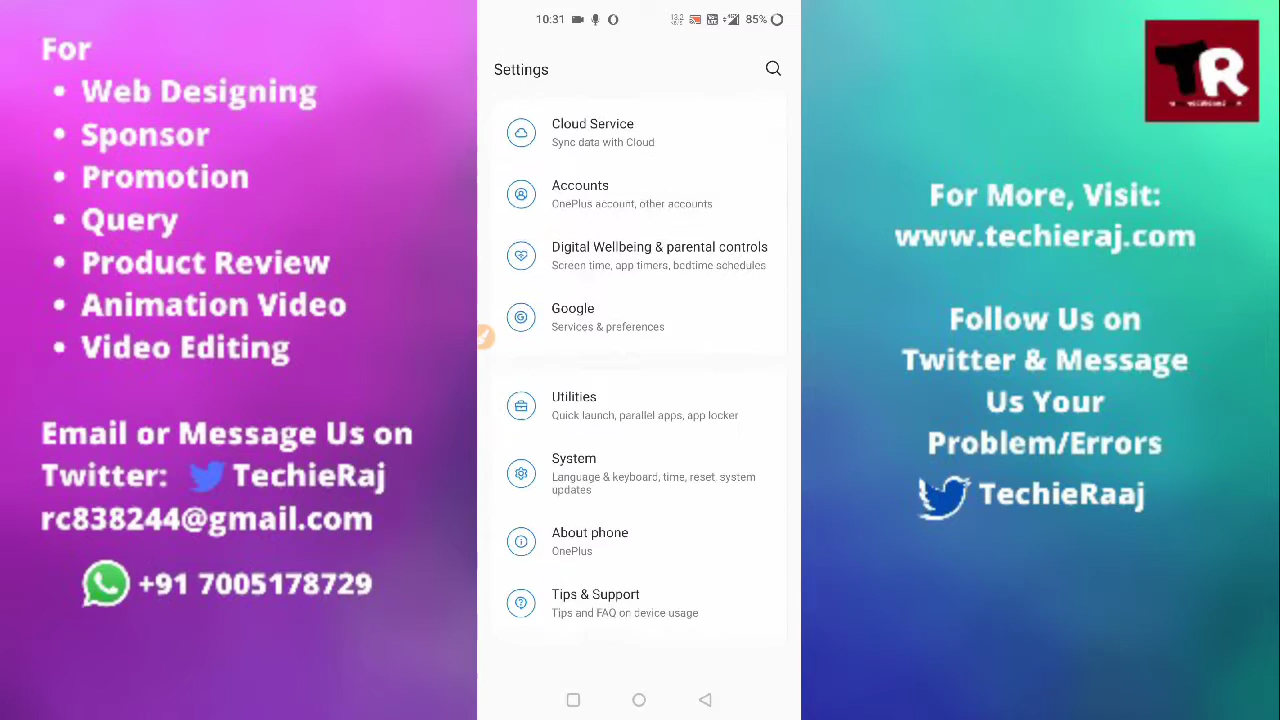 For
• Web Designing
• Sponsor
• Promotion
• Query
• Product Review
• Animation Video
• Video Editing
Email or Message Us on
Twitter: TechieRaj
rc838244@gmail.com
+91 7005178729
10:31
85%
Settings
Cloud Service
Sync data with Cloud
Accounts
OnePlus account, other accounts
Digital Wellbeing & parental controls
Screen time, app timers, bedtime schedules
Google
Services & preferences
Utilities
Quick launch, parallel apps, app locker
System
Language & keyboard, time, reset, system
updates
About phone
OnePlus
Tips & Support
Tips and FAQ on device usage
TR
For More, Visit:
www.techieraj.com
Follow Us on
Twitter & Message
Us Your
Problem/Errors
TechieRaaj